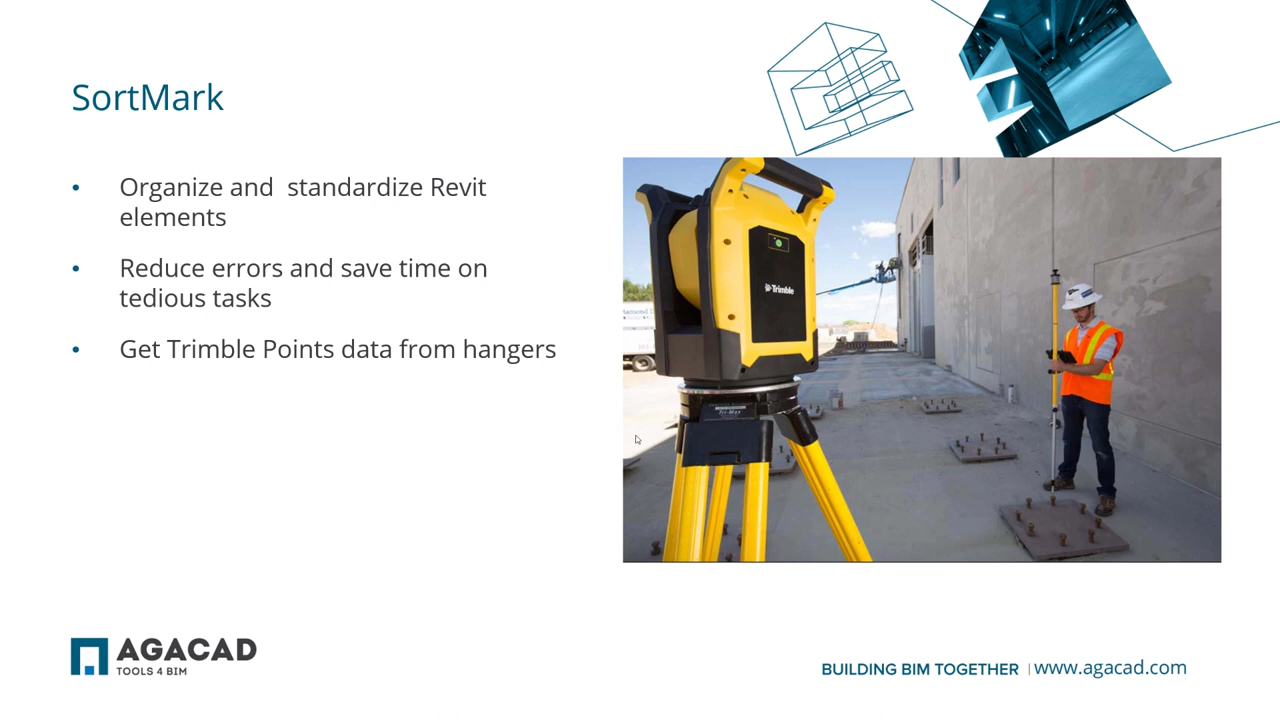 SortMark
• Organize and  standardize Revit
elements
• Reduce errors and save time on
tedious tasks
• Get Trimble Points data from hangers
Trimble
AGACAD
TOOLS 4 BIM
BUILDING BIM TOGETHER | www.agacad.com